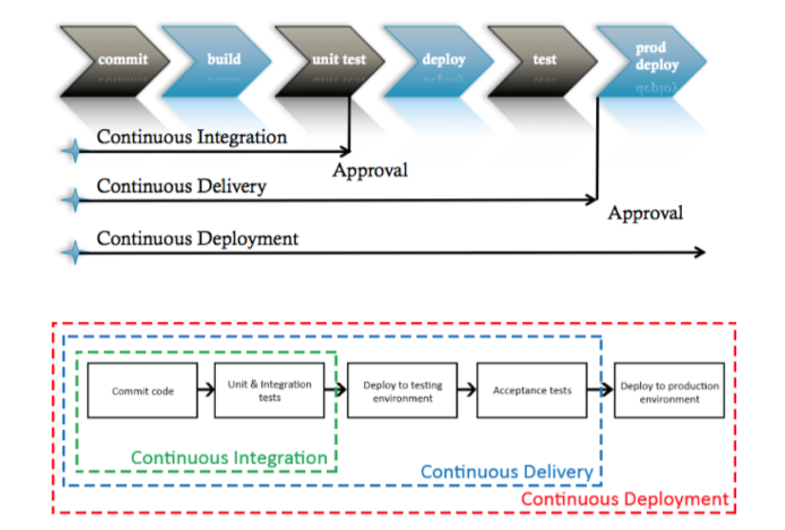 commit
build
unit test
deploy
test
prod
deploy
Continuous Integration
Approval
Continuous Delivery
Approval
Continuous Deployment
Commit code
Unit & Integration
tests
Deploy to testing
environment
Acceptance tests
Deploy to production
environment
Continuous Integration
Continuous Delivery
Continuous Deployment